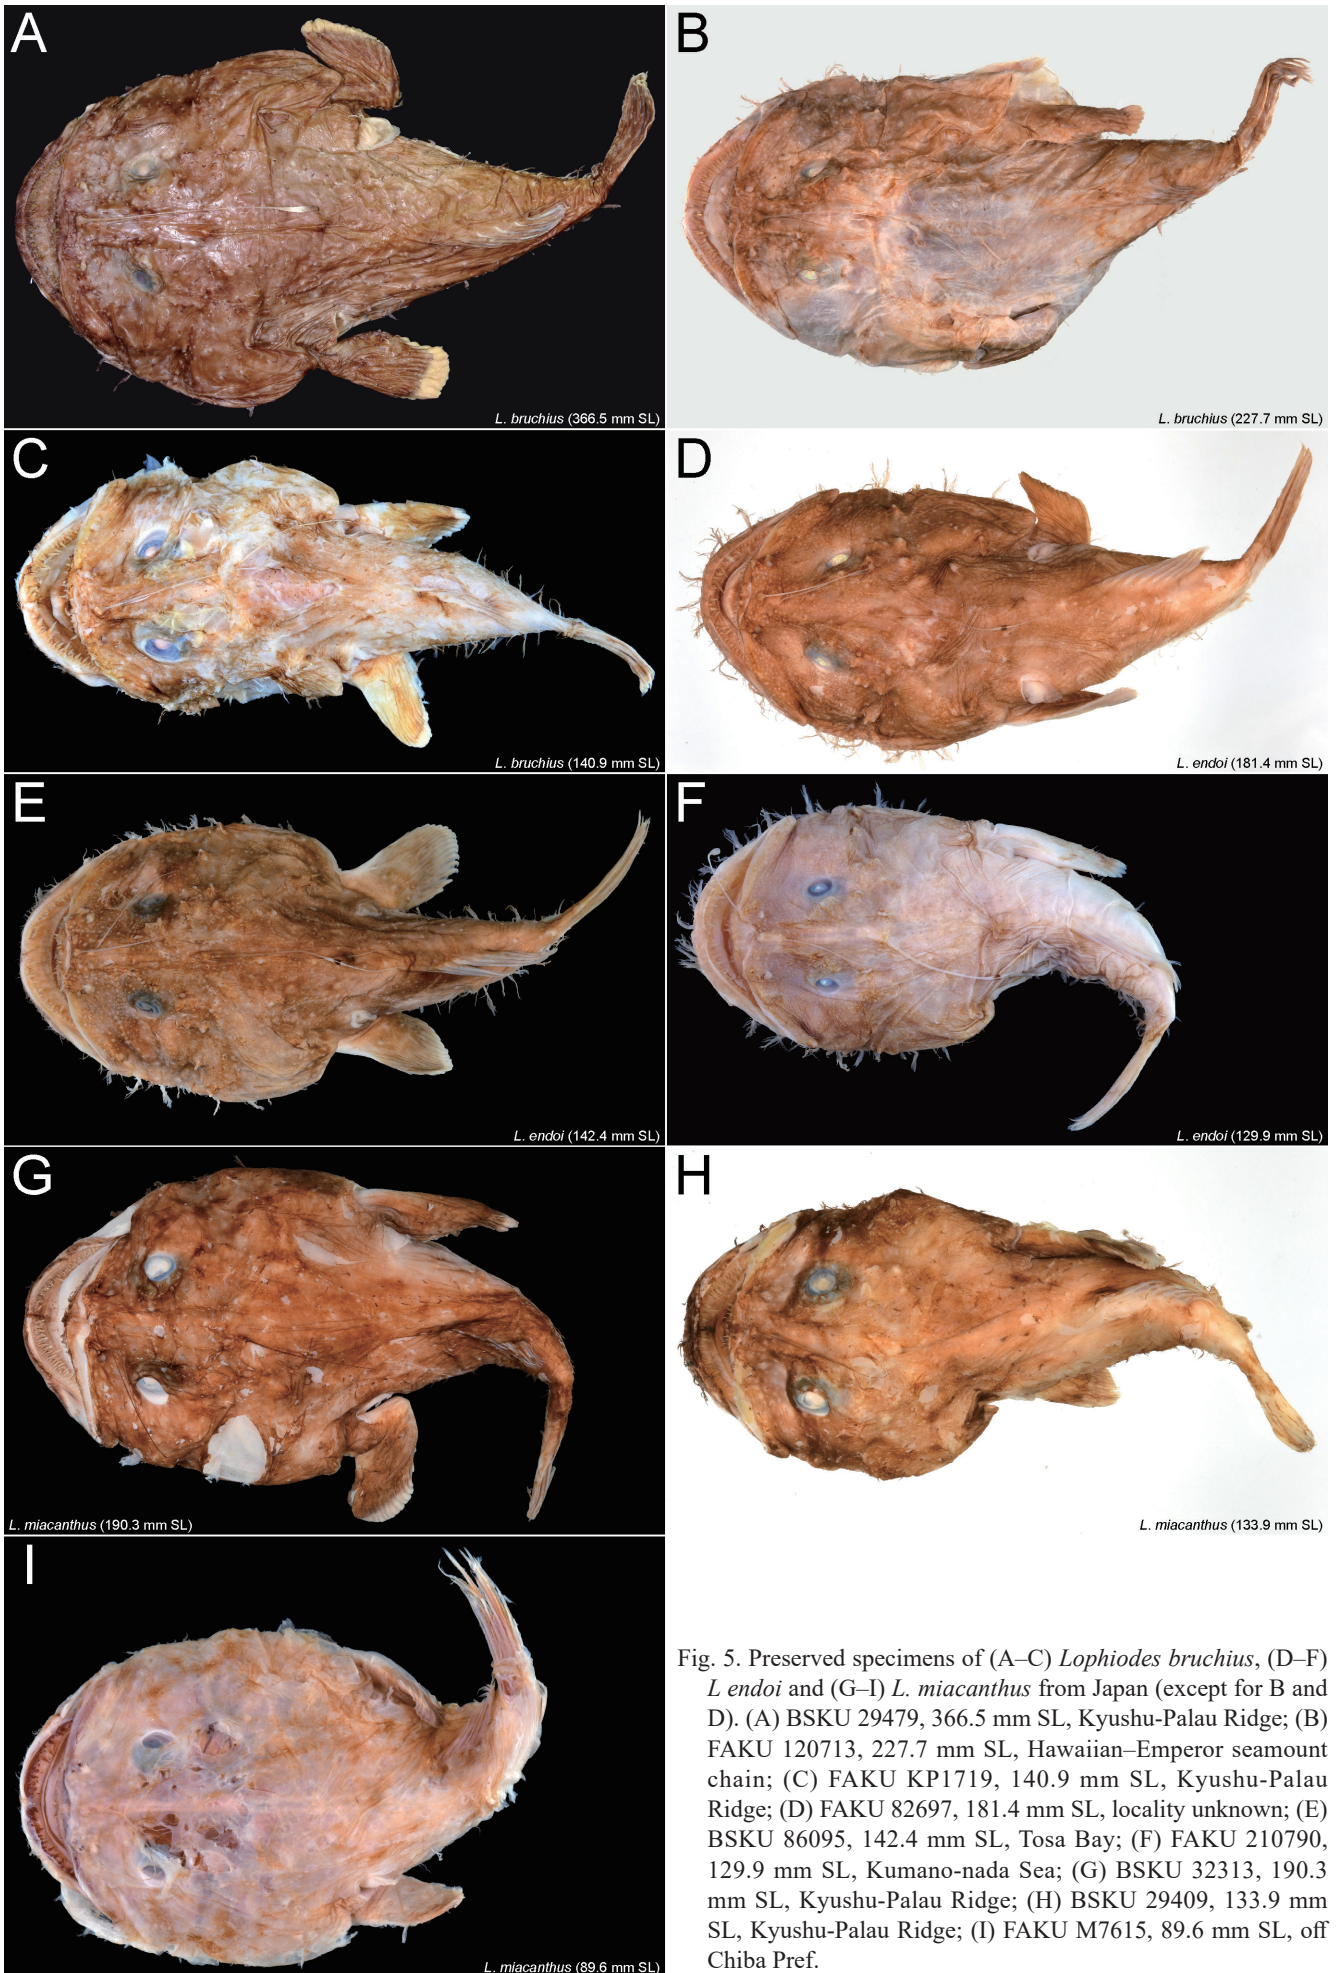 A
L. bruchius (366.5 mm SL)
B
L. bruchius (227.7 mm SL)
C
L. bruchius (140.9 mm SL)
D
L. endoi (181.4 mm SL)
E
L. endoi (142.4 mm SL)
F
L. endoi (129.9 mm SL)
G
L. miacanthus (190.3 mm SL)
H
L. miacanthus (133.9 mm SL)
I
L. miacanthus (89.6 mm SL)
Fig. 5. Preserved specimens of (A–C) Lophiodes bruchius, (D–F)
L endoi and (G–I) L. miacanthus from Japan (except for B and
D). (A) BSKU 29479, 366.5 mm SL, Kyushu-Palau Ridge; (B)
FAKU 120713, 227.7 mm SL, Hawaiian–Emperor seamount
chain; (C) FAKU KP1719, 140.9 mm SL, Kyushu-Palau
Ridge; (D) FAKU 82697, 181.4 mm SL, locality unknown; (E)
BSKU 86095, 142.4 mm SL, Tosa Bay; (F) FAKU 210790,
129.9 mm SL, Kumano-nada Sea; (G) BSKU 32313, 190.3
mm SL, Kyushu-Palau Ridge; (H) BSKU 29409, 133.9 mm
SL, Kyushu-Palau Ridge; (I) FAKU M7615, 89.6 mm SL, off
Chiba Pref.